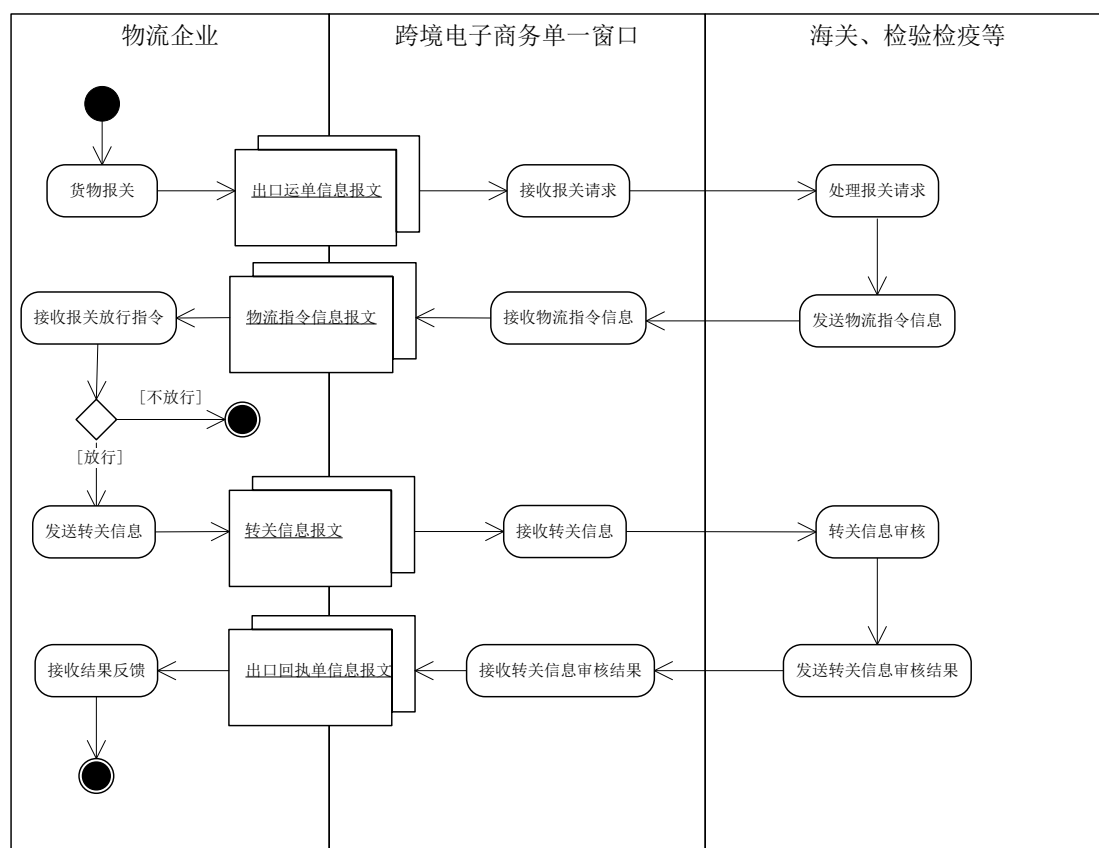 物流企业
跨境电子商务单一窗口
海关、检验检疫等
货物报关
出口运单信息报文
接收报关请求
处理报关请求
接收报关放行指令
物流指令信息报文
接收物流指令信息
发送物流指令信息
[不放行]
[放行]
发送转关信息
转关信息报文
接收转关信息
转关信息审核
接收结果反馈
出口回执单信息报文
接收转关信息审核结果
发送转关信息审核结果